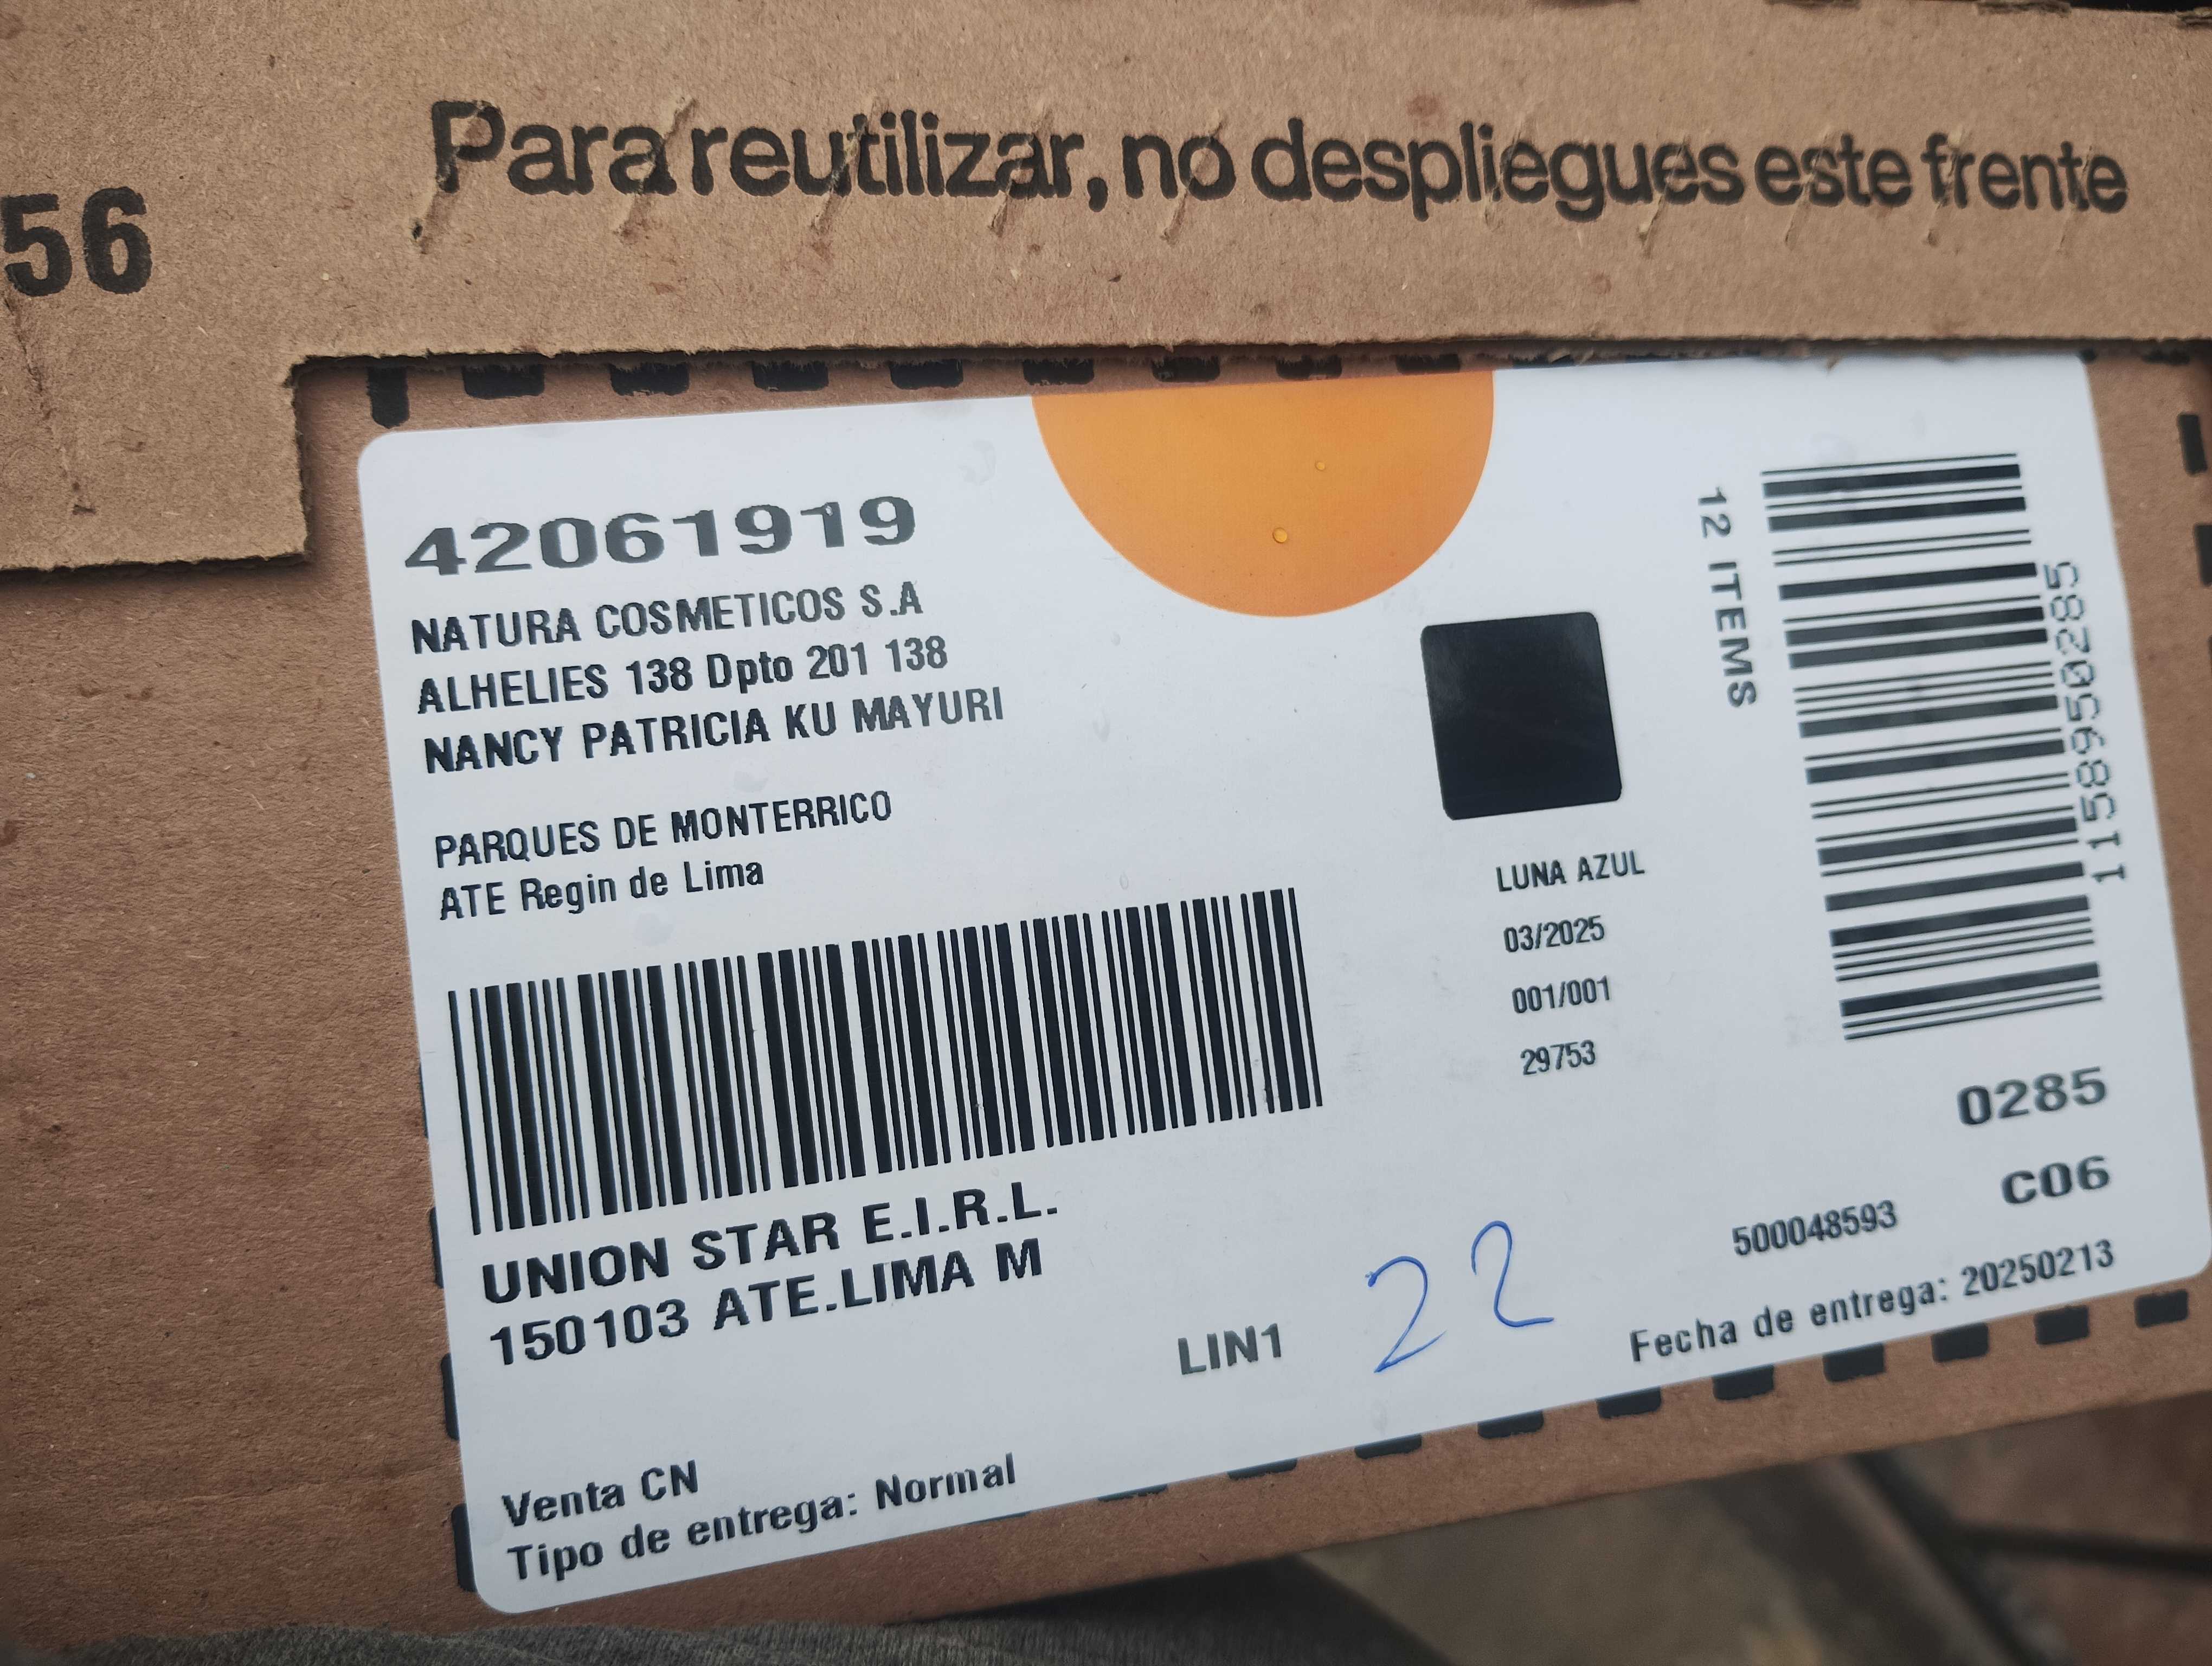 Para reutilizar, no despliegues este frente
56
42061919
NATURA COSMETICOS S.A
ALHELIES 138 Dpto 201 138
NANCY PATRICIA KU MAYURI
PARQUES DE MONTERRICO
ATE Regin de Lima
12 ITEMS
1158950285
LUNA AZUL
03/2025
001/001
29753
0285
C06
UNION STAR E.I.R.L.
150103 ATE.LIMA M
LIN1
22
500048593
Fecha de entrega: 20250213
Venta CN
Tipo de entrega: Normal